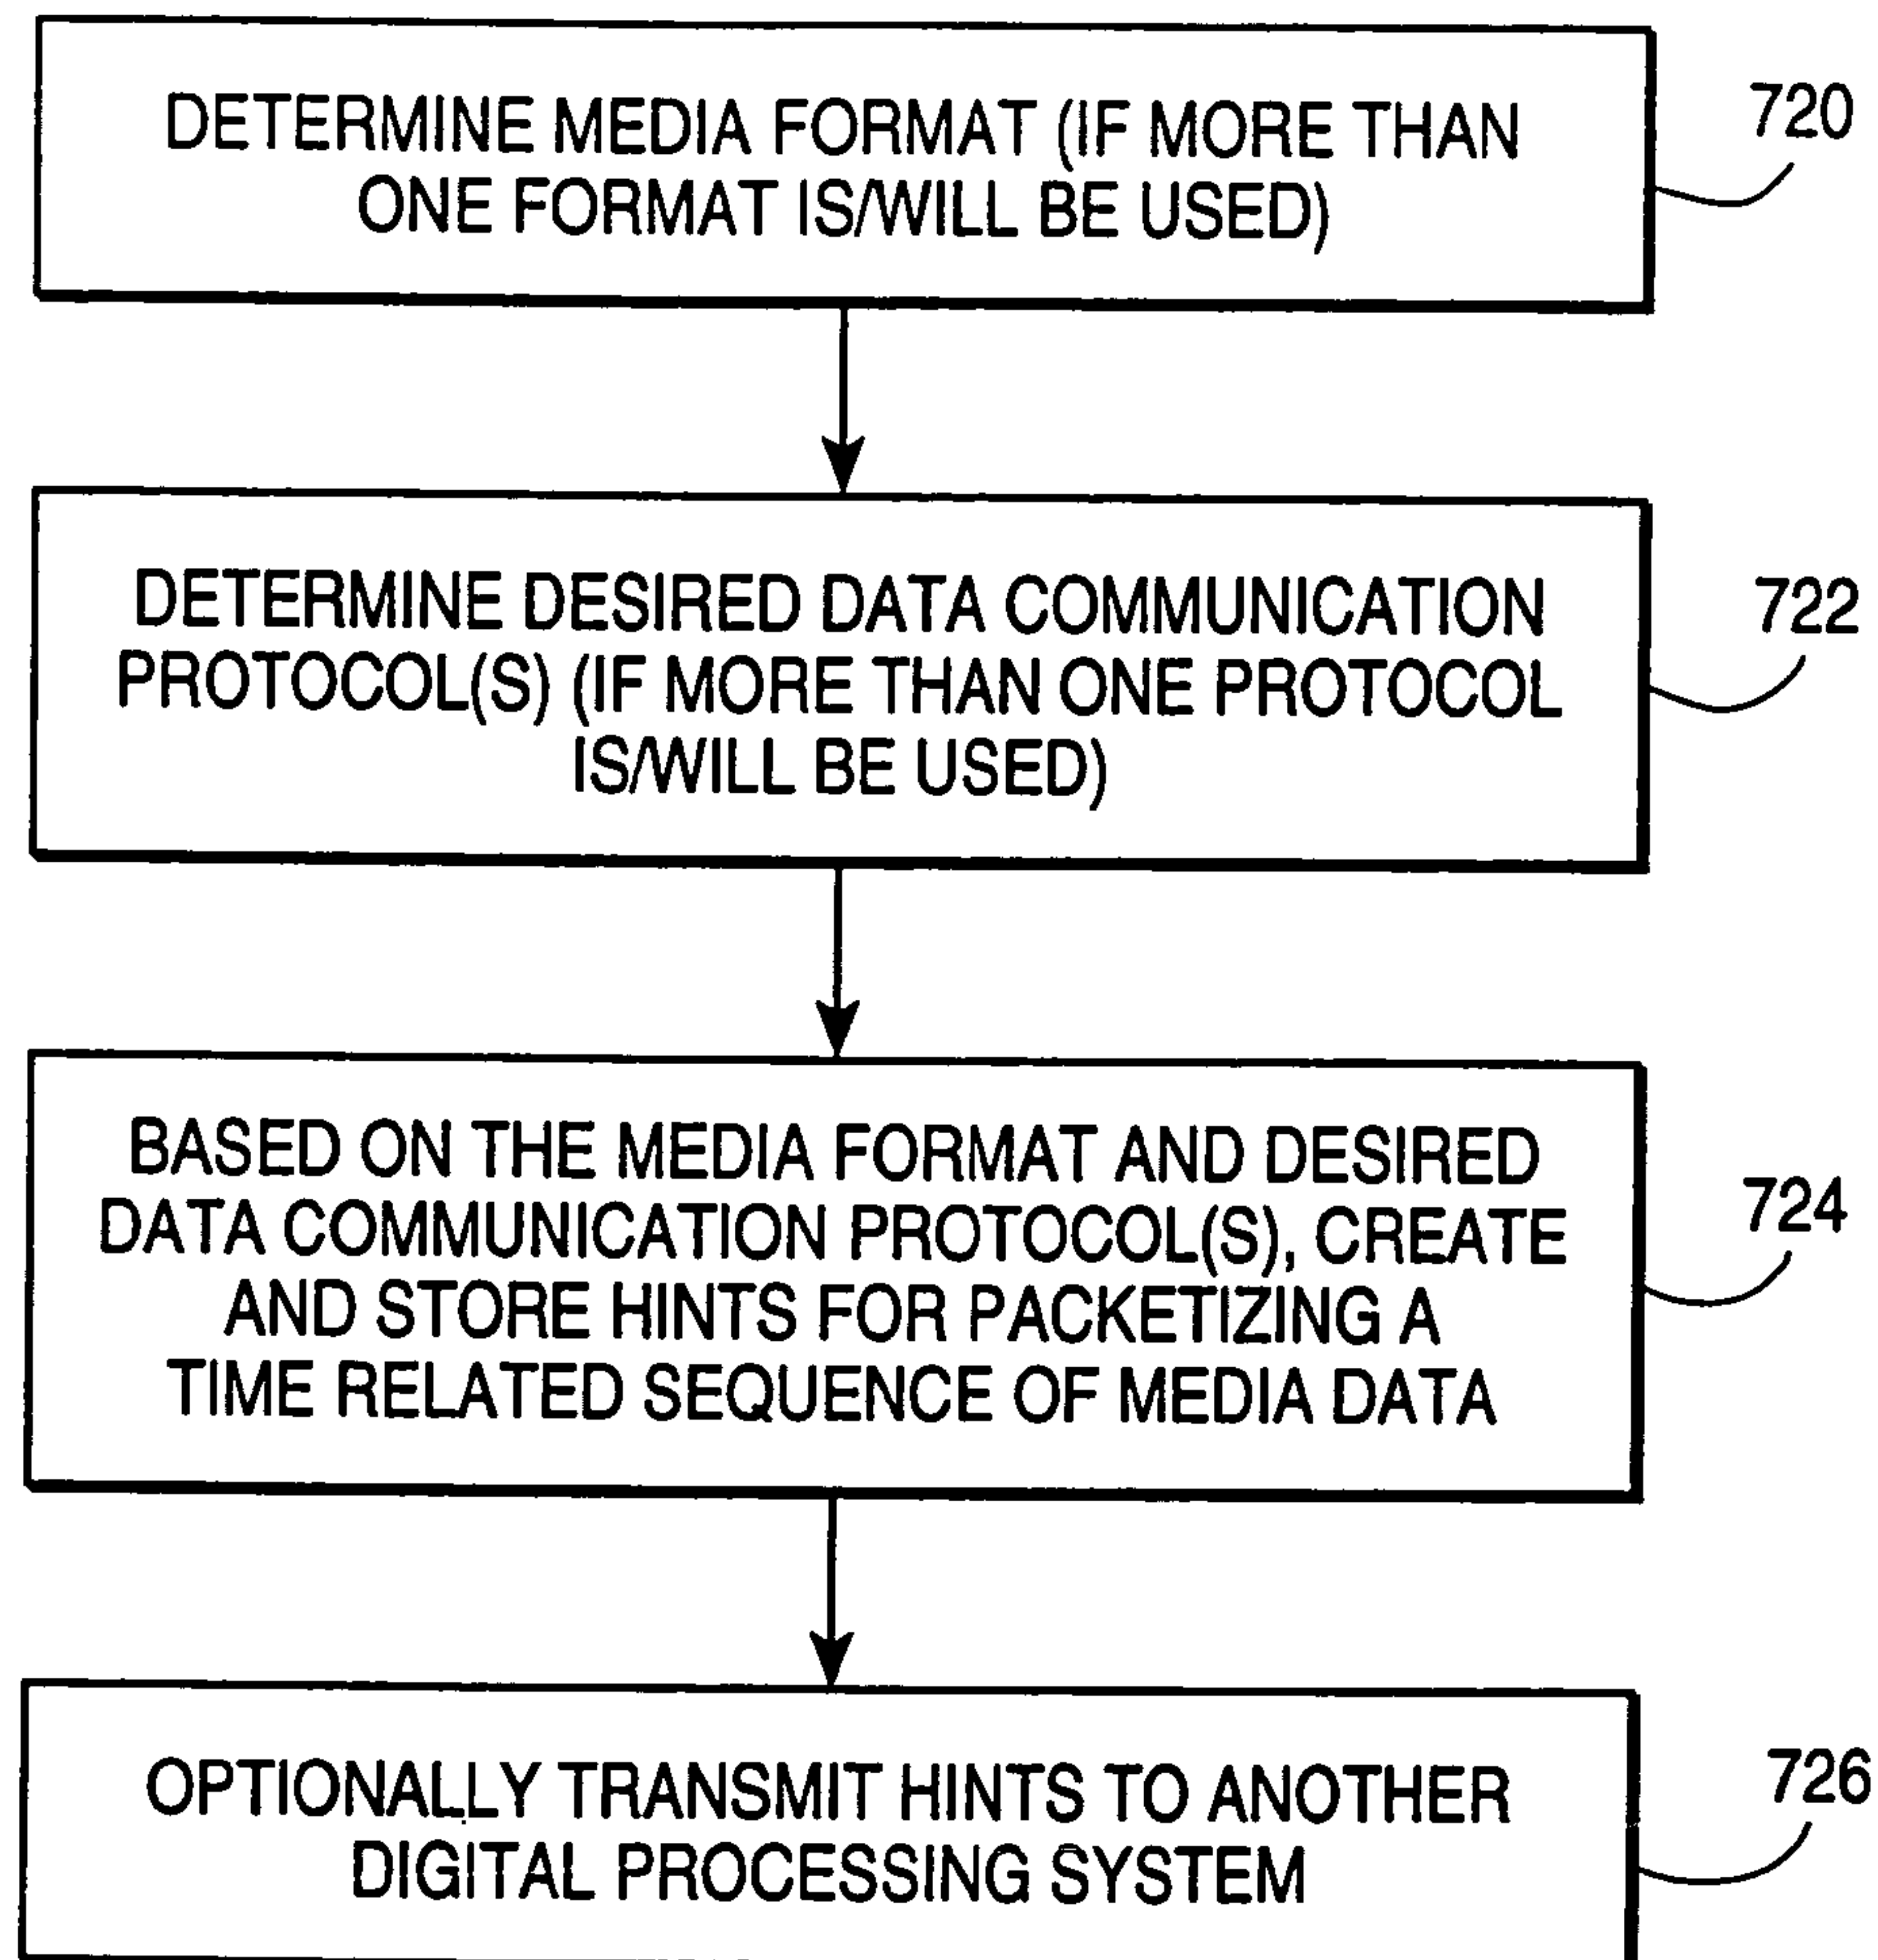 DETERMINE MEDIA FORMAT (IF MORE THAN
ONE FORMAT IS/WILL BE USED)
720
DETERMINE DESIRED DATA COMMUNICATION
PROTOCOL(S) (IF MORE THAN ONE PROTOCOL
IS/WILL BE USED)
722
BASED ON THE MEDIA FORMAT AND DESIRED
DATA COMMUNICATION PROTOCOL(S), CREATE
AND STORE HINTS FOR PACKETIZING A
TIME RELATED SEQUENCE OF MEDIA DATA
724
OPTIONALLY TRANSMIT HINTS TO ANOTHER
DIGITAL PROCESSING SYSTEM
726